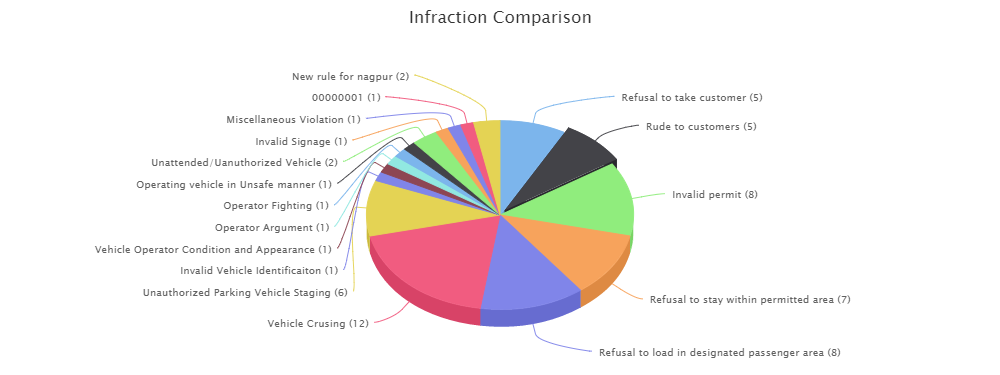 Infraction Comparison
New rule for nagpur (2)
00000001 (1)
Miscellaneous Violation (1)
Invalid Signage (1)
Unattended/Uanuthorized Vehicle (2)
Operating vehicle in Unsafe manner (1)
Operator Fighting (1)
Operator Argument (1)
Vehicle Operator Condition and Appearance (1)
Invalid Vehicle Identificaiton (1)
Unauthorized Parking Vehicle Staging (6)
Vehicle Crusing (12)
Refusal to take customer (5)
Rude to customers (5)
Invalid permit (8)
Refusal to stay within permitted area (7)
Refusal to load in designated passenger area (8)